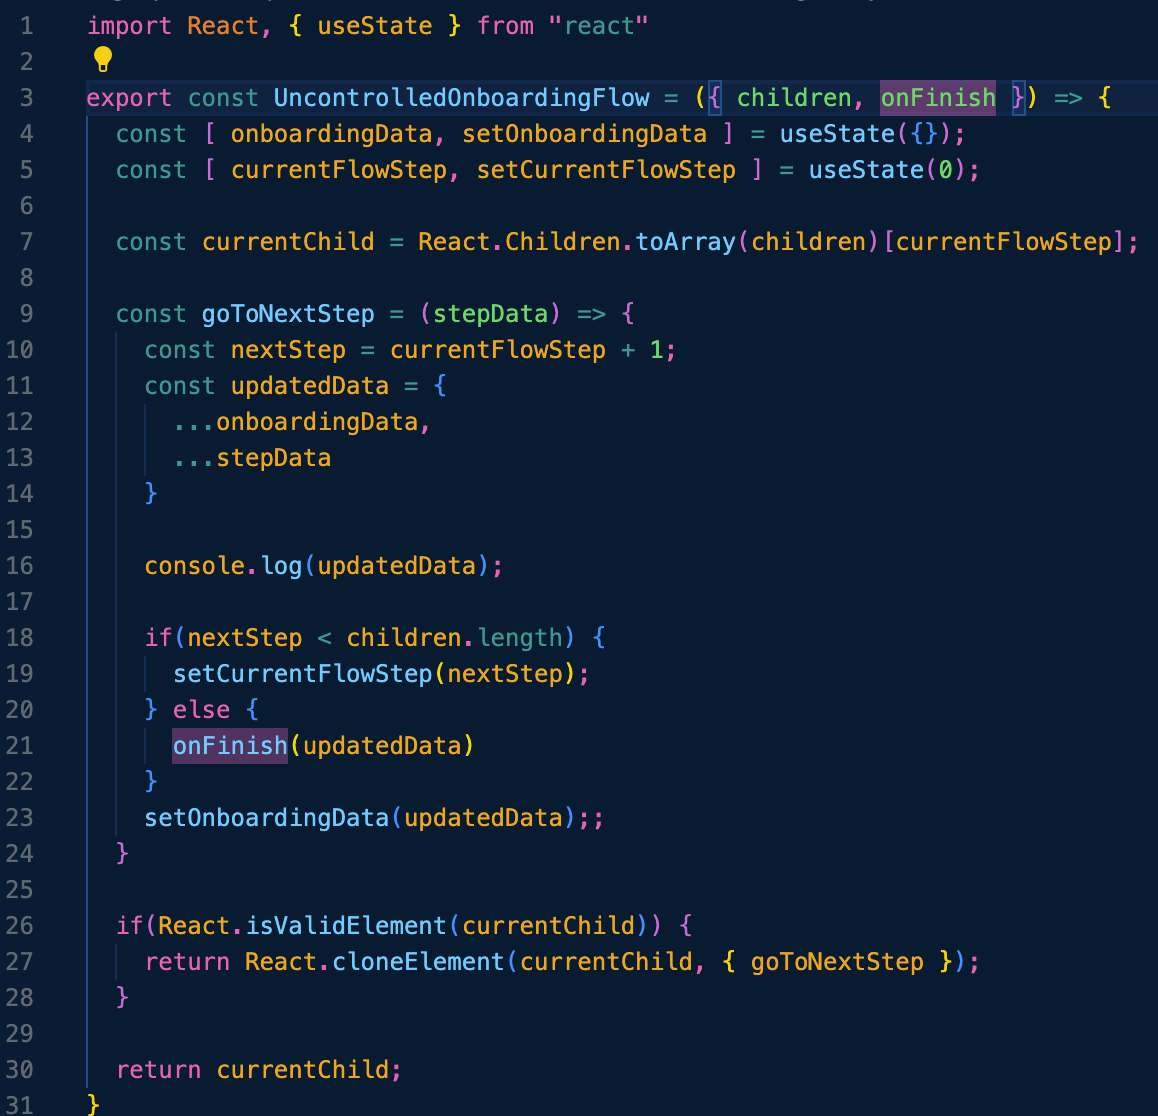 1 import React, { useState } from "react"
2
3 export const UncontrolledOnboardingFlow = ({ children, onFinish }) => {
4 const [ onboardingData, setOnboardingData ] = useState({});
5 const [ currentFlowStep, setCurrentFlowStep ] = useState(0);
6
7 const currentChild = React.Children.toArray(children)[currentFlowStep];
8
9 const goToNextStep = (stepData) => {
10 const nextStep = currentFlowStep + 1;
11 const updatedData = {
12 ...onboardingData,
13 ...stepData
14 }
15
16 console.log(updatedData);
17
18 if(nextStep < children.length) {
19 setCurrentFlowStep(nextStep);
20 } else {
21 onFinish(updatedData)
22 }
23 setOnboardingData(updatedData);;
24 }
25
26 if(React.isValidElement(currentChild)) {
27 return React.cloneElement(currentChild, { goToNextStep });
28 }
29
30 return currentChild;
31 }